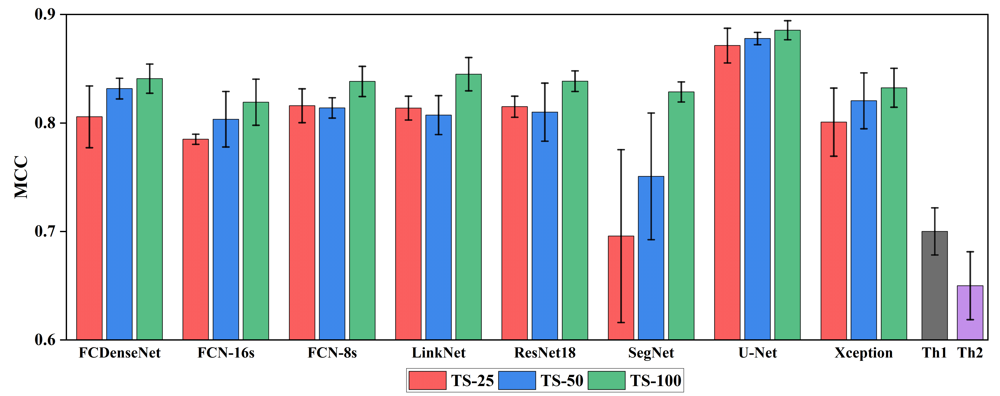 0.9
0.8
0.7
0.6
MCC
FCDenseNet FCN-16s FCN-8s LinkNet ResNet18 SegNet U-Net Xception Th1 Th2
TS-25 TS-50 TS-100